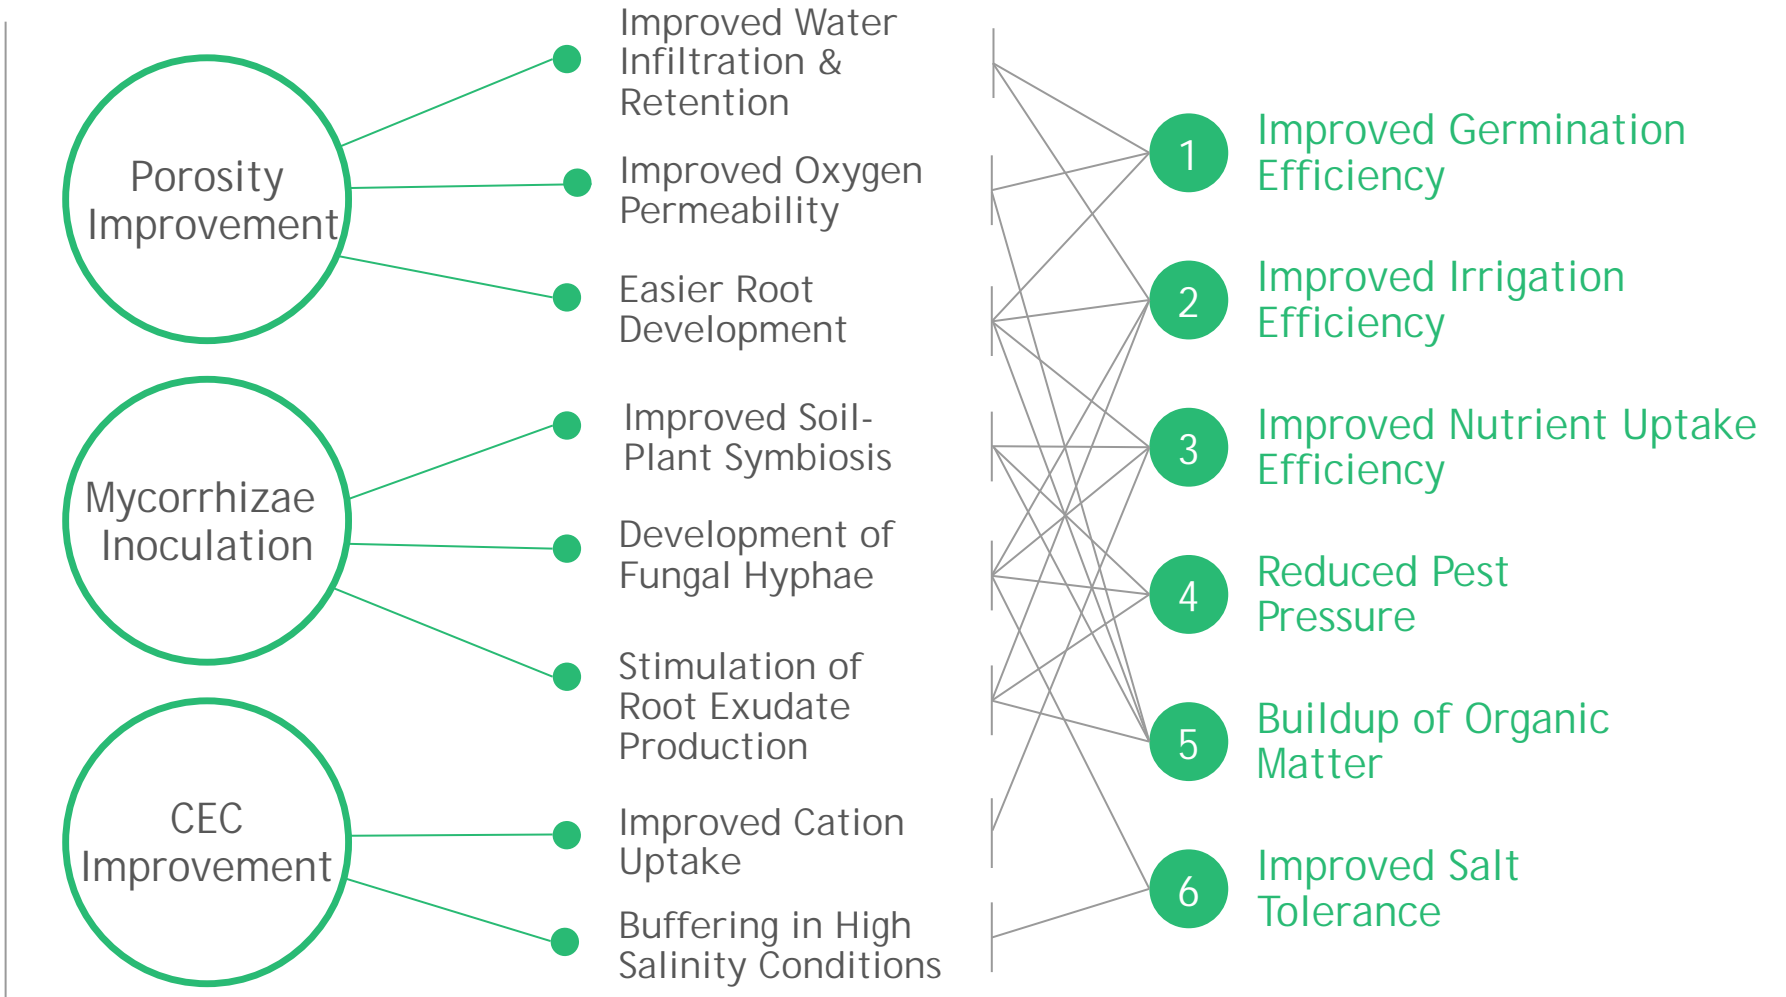 Porosity
Improvement
Improved Water
Infiltration &
Retention
Improved Oxygen
Permeability
Easier Root
Development
Mycorrhizae
Inoculation
Improved Soil-
Plant Symbiosis
Development of
Fungal Hyphae
Stimulation of
Root Exudate
Production
CEC
Improvement
Improved Cation
Uptake
Buffering in High
Salinity Conditions
1
Improved Germination
Efficiency
2
Improved Irrigation
Efficiency
3
Improved Nutrient Uptake
Efficiency
4
Reduced Pest
Pressure
5
Buildup of Organic
Matter
6
Improved Salt
Tolerance